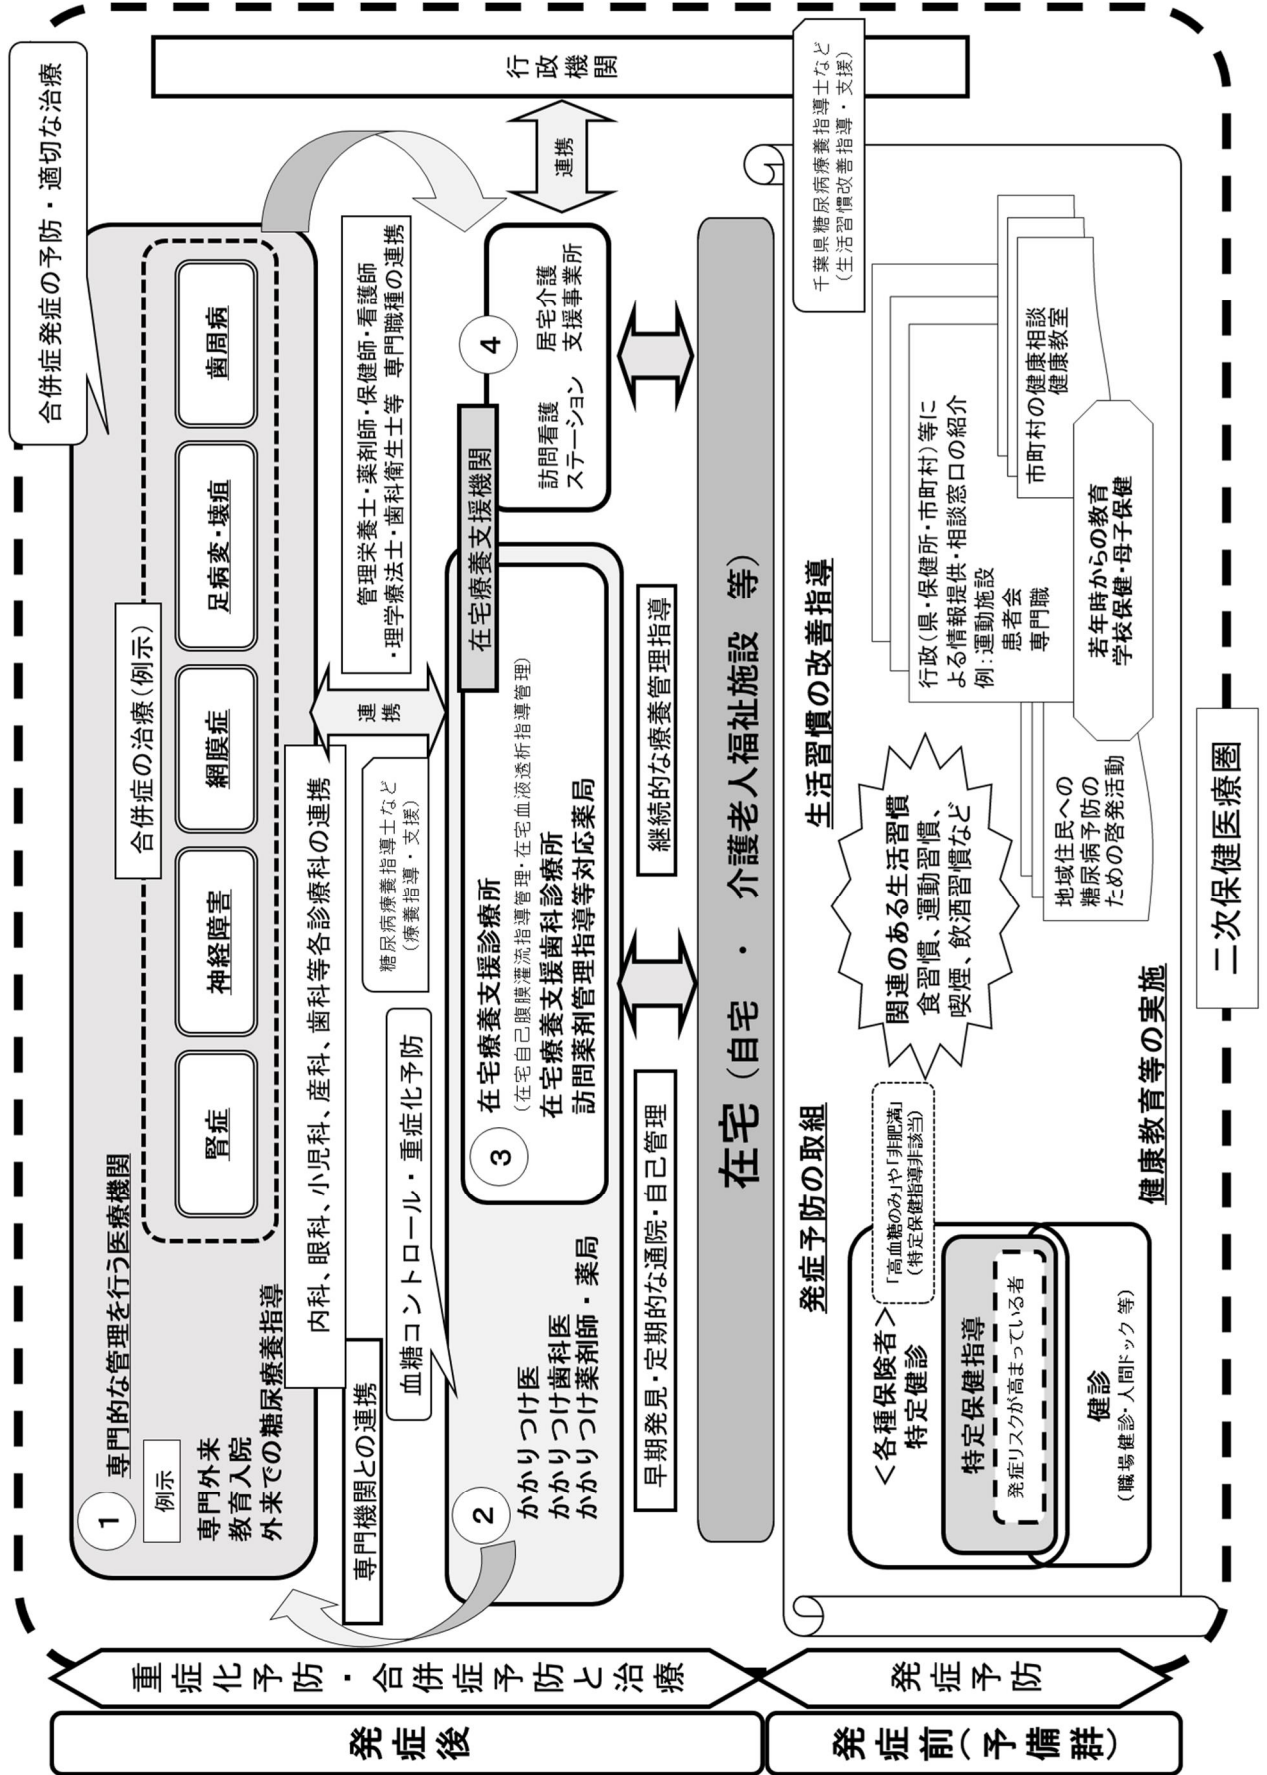 合併症発症の予防・適切な治療
1
専門的な管理を行う医療機関
例示
専門外来
教育入院
外来での糖尿療養指導
合併症の治療(例示)
腎症
神経障害
網膜症
足病変・壊疽
歯周病
内科、眼科、小児科、産科、歯科等各診療科の連携
管理栄養士・薬剤師・保健師・看護師
・理学療法士・歯科衛生士等 専門職種の連携
専門機関との連携
血糖コントロール・重症化予防
糖尿病療養指導士など
(療養指導・支援)
連携
2
かかりつけ医
かかりつけ歯科医
かかりつけ薬剤師・薬局
3
在宅療養支援診療所
(在宅自己腹膜灌流指導管理・在宅血液透析指導管理)
在宅療養支援歯科診療所
訪問薬剤管理指導等対応薬局
在宅療養支援機関
4
訪問看護
ステーション
居宅介護
支援事業所
連携
行政機関
早期発見・定期的な通院・自己管理
継続的な療養管理指導
在宅(自宅 ・ 介護老人福祉施設 等)
千葉県糖尿病療養指導士など
(生活習慣改善指導・支援)
発症予防の取組
生活習慣の改善指導
<各種保険者>
特定健診
「高血糖のみ」や「非肥満」
(特定保健指導非該当)
特定保健指導
発症リスクが高まっている者
健診
(職場健診・人間ドック等)
関連のある生活習慣
食習慣、運動習慣、
喫煙、飲酒習慣など
行政(県・保健所・市町村)等に
よる情報提供・相談窓口の紹介
例:運動施設
患者会
専門職
市町村の健康相談
健康教室
若年時からの教育
学校保健・母子保健
地域住民への
糖尿病予防の
ための啓発活動
健康教育等の実施
二次保健医療圏
重症化予防・合併症予防と治療
発症予防
発症後
発症前(予備群)